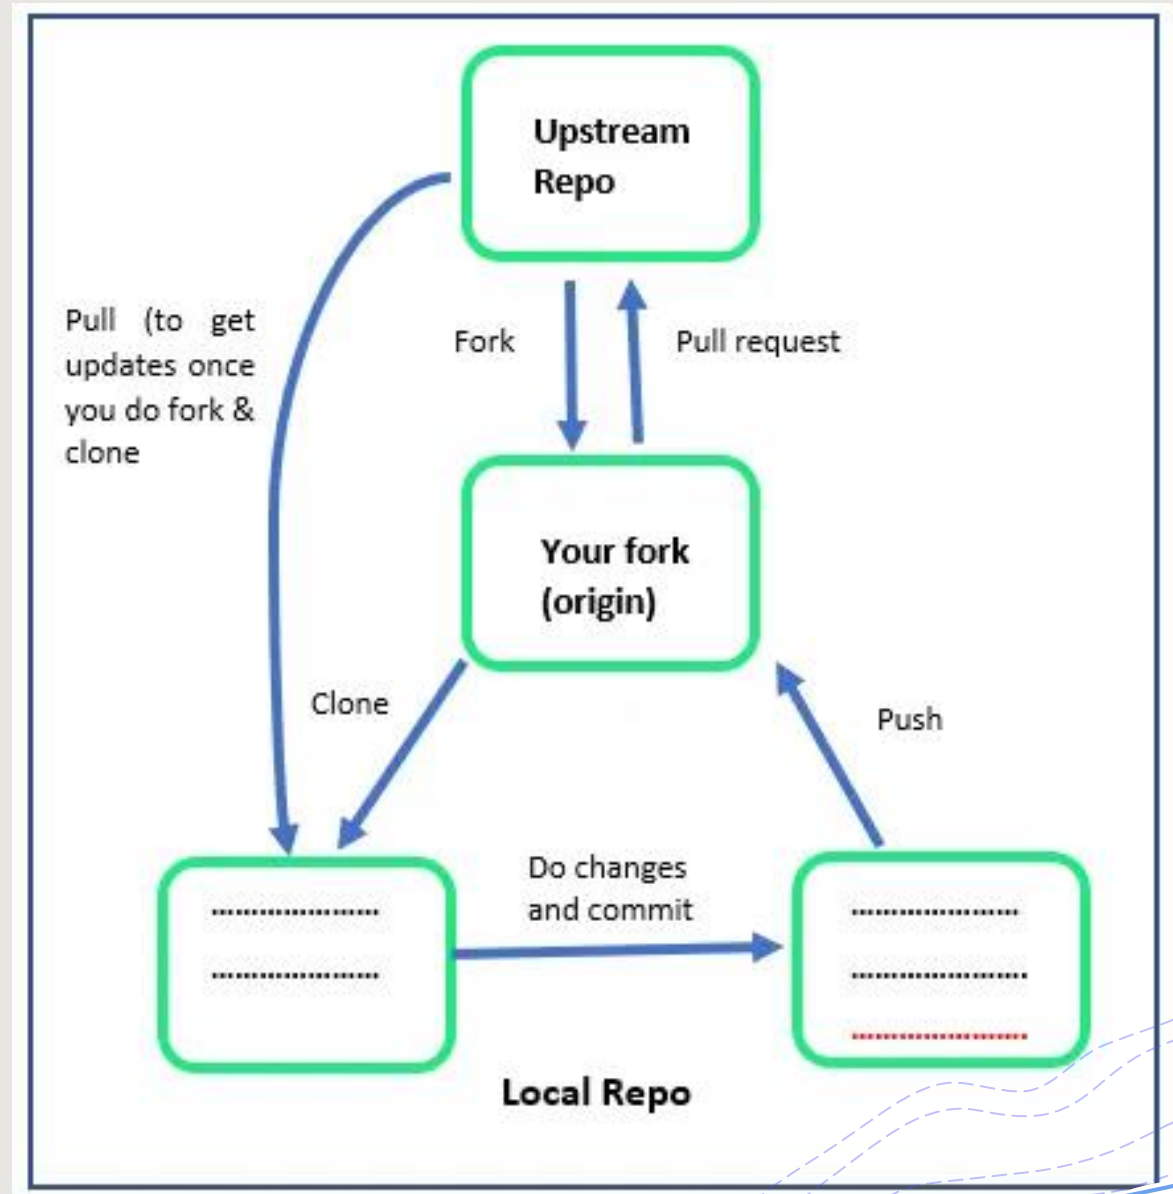 Upstream
Repo
Pull (to get
updates once
you do fork &
clone
Fork
Pull request
Your fork
(origin)
Clone
Push
Do changes
and commit
Local Repo